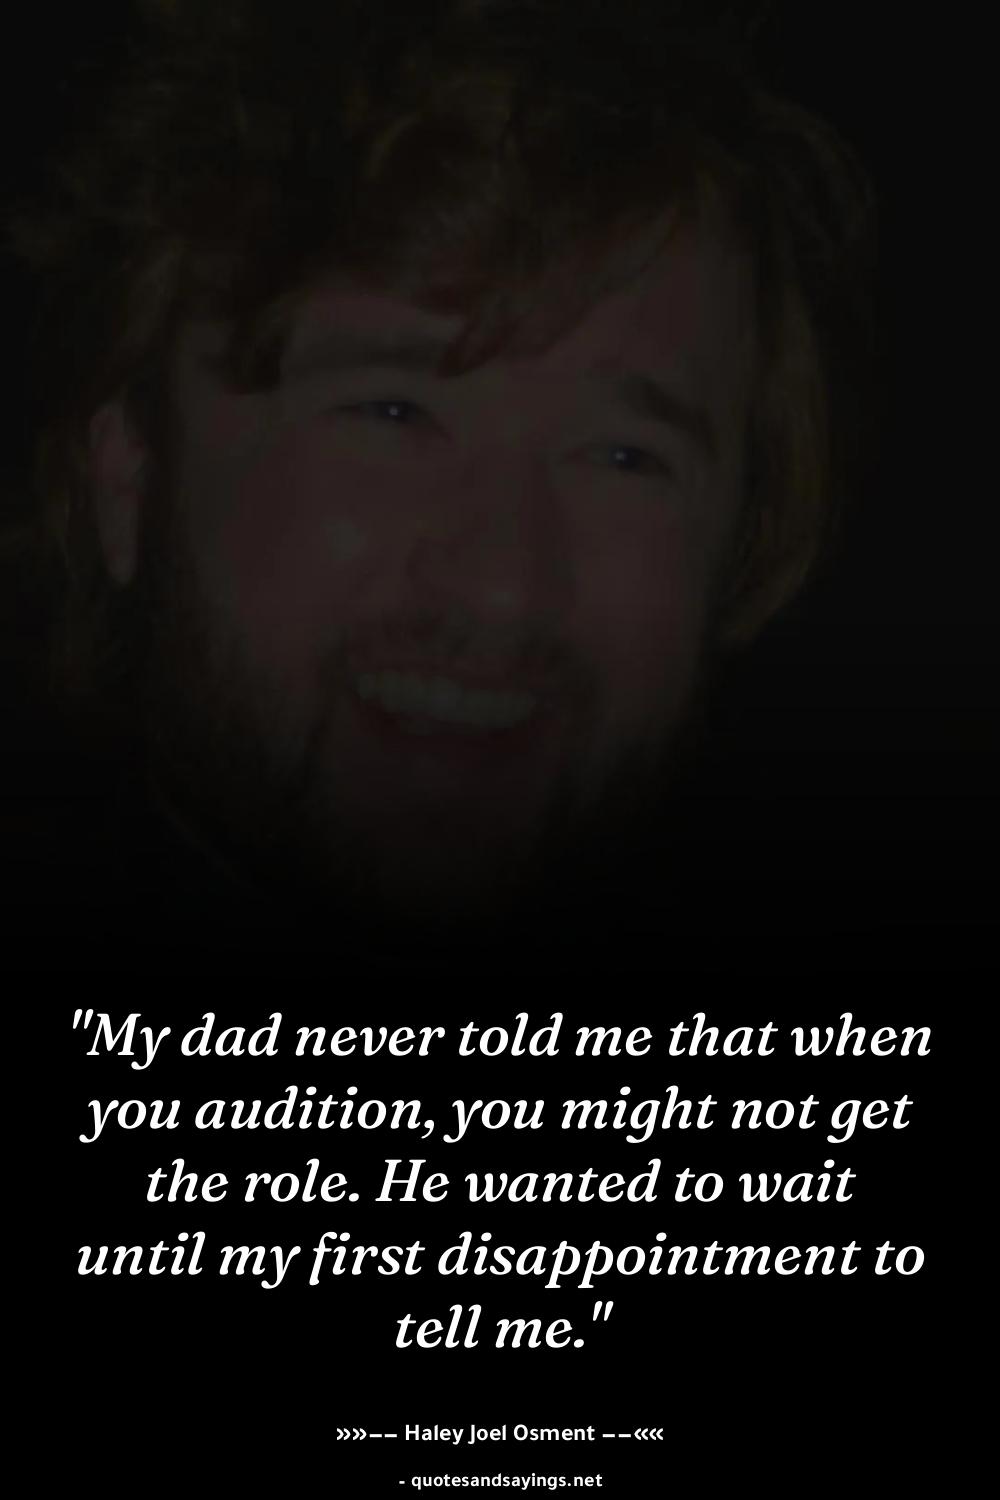 "My dad never told me that when
you audition, you might not get
the role. He wanted to wait
until my first disappointment to
tell me."
»»–– Haley Joel Osment ––««
- quotesandsayings.net